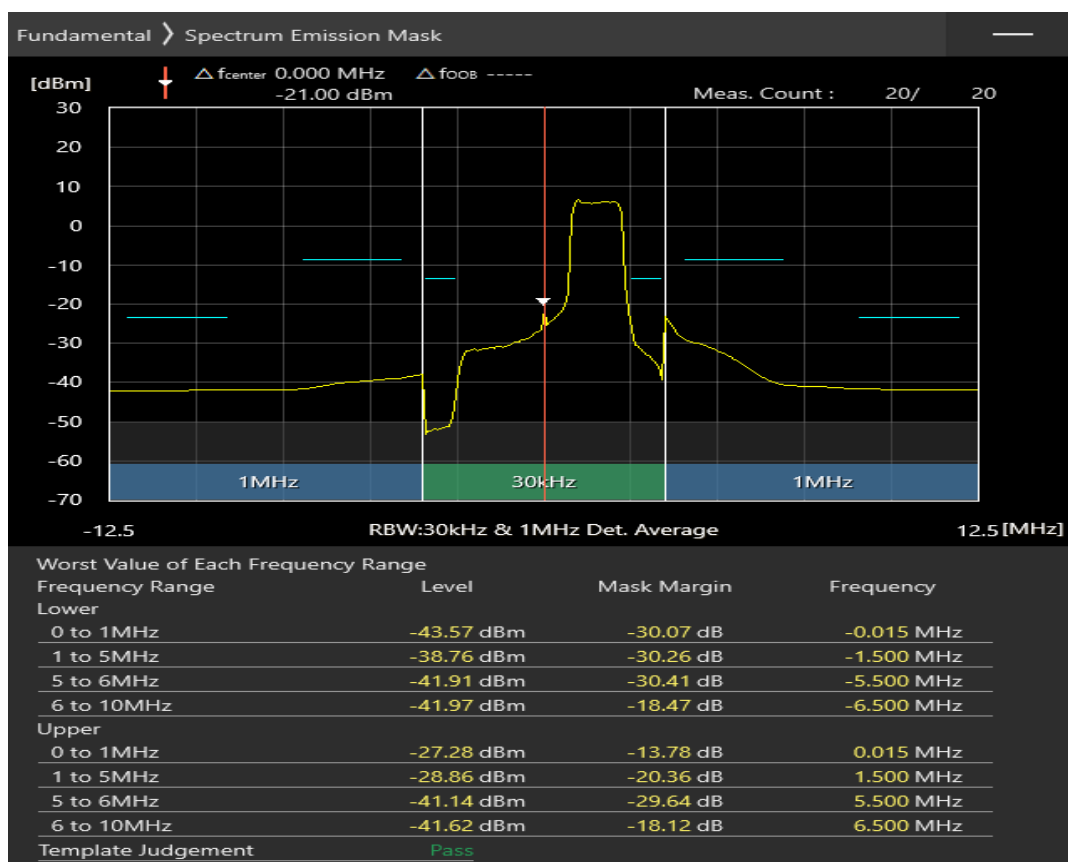 Fundamental ❯ Spectrum Emission Mask
△ fcenter 0.000 MHz △ fOOB -----
[dBm]
-21.00 dBm Meas. Count : 20/ 20
30
20
10
0
-10
-20
-30
-40
-50
-60
1MHz 30kHz 1MHz
-70
-12.5 RBW:30kHz & 1MHz Det. Average 12.5 [MHz]
Worst Value of Each Frequency Range
Frequency Range Level Mask Margin Frequency
Lower
0 to 1MHz -43.57 dBm -30.07 dB -0.015 MHz
1 to 5MHz -38.76 dBm -30.26 dB -1.500 MHz
5 to 6MHz -41.91 dBm -30.41 dB -5.500 MHz
6 to 10MHz -41.97 dBm -18.47 dB -6.500 MHz
Upper
0 to 1MHz -27.28 dBm -13.78 dB 0.015 MHz
1 to 5MHz -28.86 dBm -20.36 dB 1.500 MHz
5 to 6MHz -41.14 dBm -29.64 dB 5.500 MHz
6 to 10MHz -41.62 dBm -18.12 dB 6.500 MHz
Template Judgement Pass